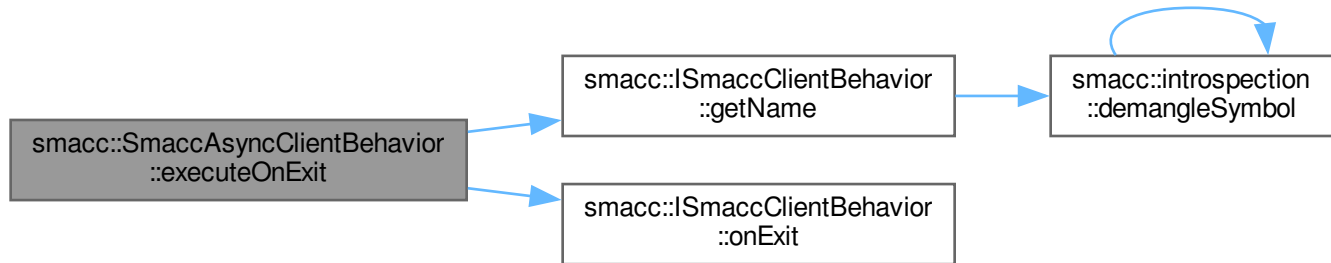 smacc::SmaccAsyncClientBehavior
::executeOnExit
smacc::ISmaccClientBehavior
::getName
smacc::introspection
::demangleSymbol
smacc::ISmaccClientBehavior
::onExit